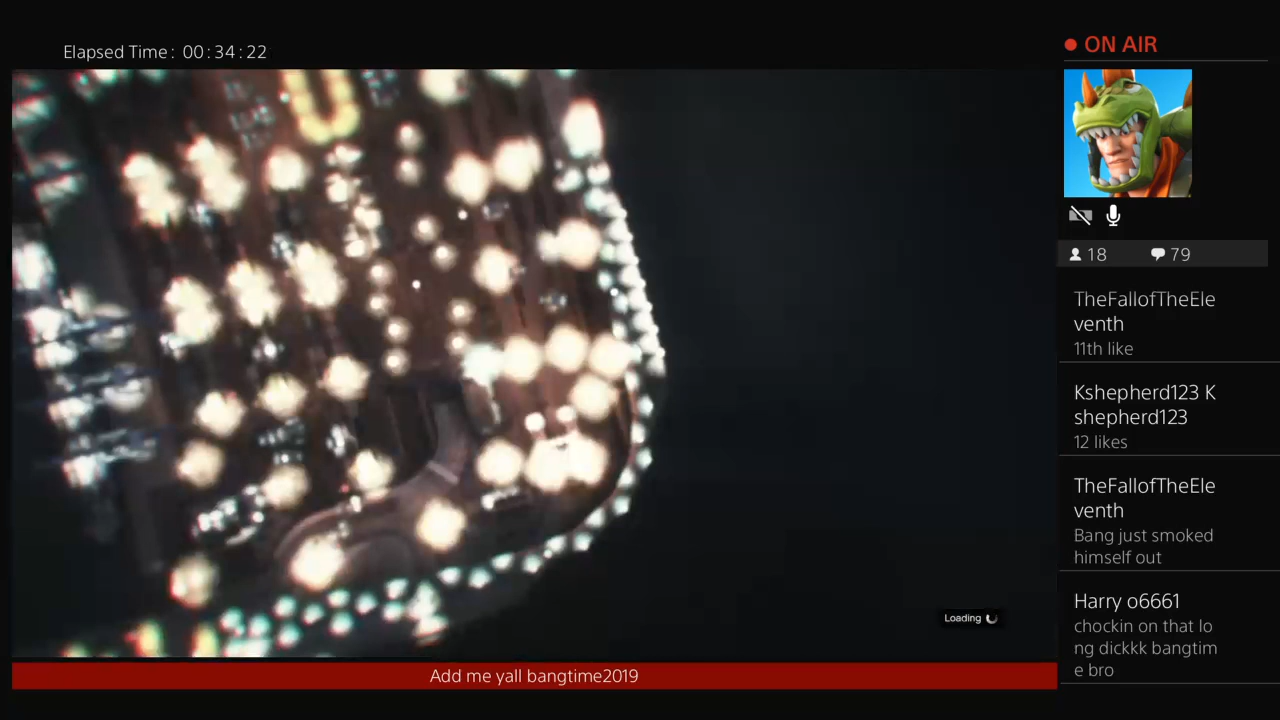 Elapsed Time: 00:34:22
ON AIR
U
18 79
TheFallofTheEle
venth
11th like
Kshepherd123 K
shepherd123
12 likes
TheFallofTheEle
venth
Bang just smoked
himself out
Harry o6661
chockin on that lo
ng dickkk bangtim
e bro
Loading
Add me yall bangtime2019